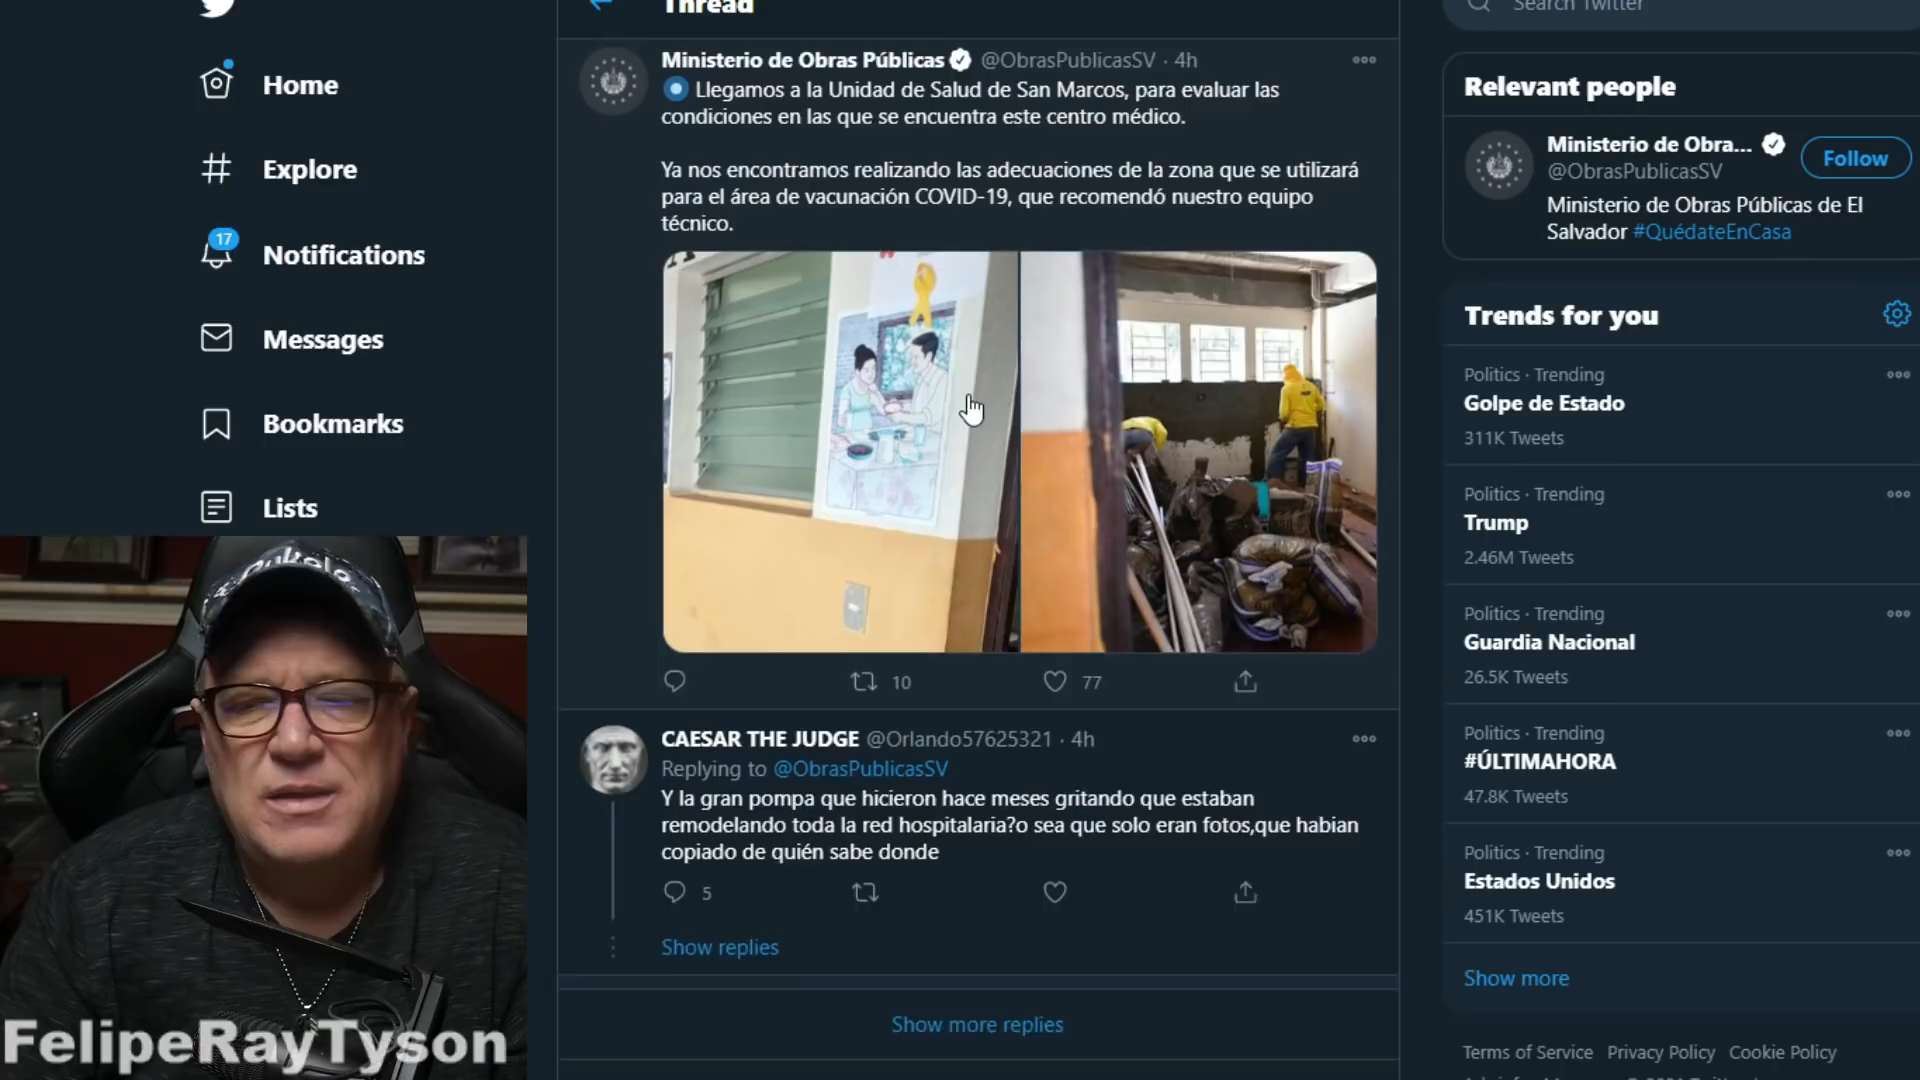 Thread
Search Twitter
Home
Explore
17
Notifications
Messages
Bookmarks
Lists
Ministerio de Obras Públicas @ObrasPublicasSV · 4h
Llegamos a la Unidad de Salud de San Marcos, para evaluar las
condiciones en las que se encuentra este centro médico.
Ya nos encontramos realizando las adecuaciones de la zona que se utilizará
para el área de vacunación COVID-19, que recomendó nuestro equipo
técnico.
10
77
CAESAR THE JUDGE @Orlando57625321 · 4h
Replying to @ObrasPublicasSV
Y la gran pompa que hicieron hace meses gritando que estaban
remodelando toda la red hospitalaria?o sea que solo eran fotos,que habian
copiado de quién sabe donde
5
Show replies
Show more replies
Relevant people
Ministerio de Obra...
@ObrasPublicasSV
Follow
Ministerio de Obras Públicas de El
Salvador #QuédateEnCasa
Trends for you
Politics · Trending
Golpe de Estado
311K Tweets
Politics · Trending
Trump
2.46M Tweets
Politics · Trending
Guardia Nacional
26.5K Tweets
Politics · Trending
#ÚLTIMAHORA
47.8K Tweets
Politics · Trending
Estados Unidos
451K Tweets
Show more
Terms of Service Privacy Policy Cookie Policy
FelipeRayTyson